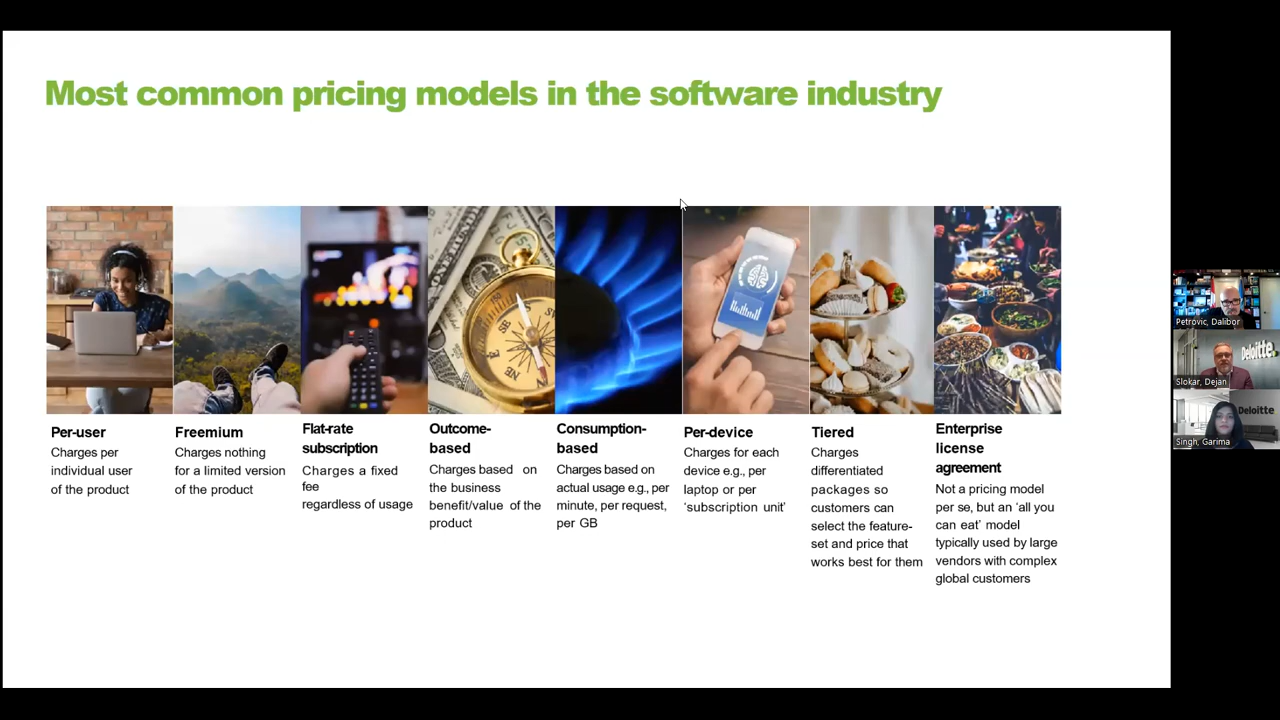 Most common pricing models in the software industry
Per-user
Charges per
individual user
of the product
Freemium
Charges nothing
for a limited version
of the product
Flat-rate
subscription
Charges a fixed
fee
regardless of usage
Outcome-
based
Charges based on
the business
benefit/value of the
product
Consumption-
based
Charges based on
actual usage e.g., per
minute, per request,
per GB
Per-device
Charges for each
device e.g., per
laptop or per
‘subscription unit’
Tiered
Charges
differentiated
packages so
customers can
select the feature-
set and price that
works best for them
Enterprise
license
agreement
Not a pricing model
per se, but an ‘all you
can eat’ model
typically used by large
vendors with complex
global customers
Petrovic, Dalibor
Deloitte.
Slokar, Dejan
Deloitte
Singh, Garima